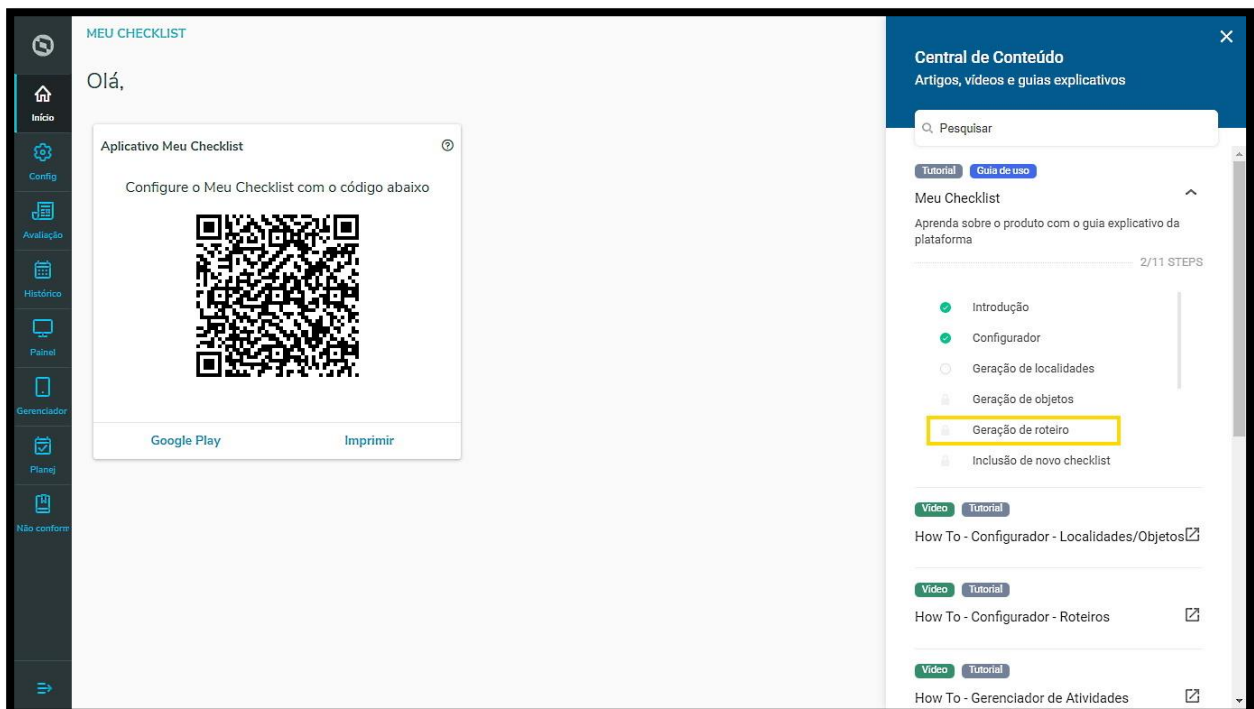 MEU CHECKLIST
Olá,
Início
Config
Avaliação
Histórico
Painel
Gerenciador
Planej
Não conform
Aplicativo Meu Checklist
Configure o Meu Checklist com o código abaixo
Google Play
Imprimir
Central de Conteúdo
Artigos, vídeos e guias explicativos
Pesquisar
Tutorial Guia de uso
Meu Checklist
Aprenda sobre o produto com o guia explicativo da
plataforma
2/11 STEPS
Introdução
Configurador
Geração de localidades
Geração de objetos
Geração de roteiro
Inclusão de novo checklist
Video Tutorial
How To - Configurador - Localidades/Objetos
Video Tutorial
How To - Configurador - Roteiros
Video Tutorial
How To - Gerenciador de Atividades